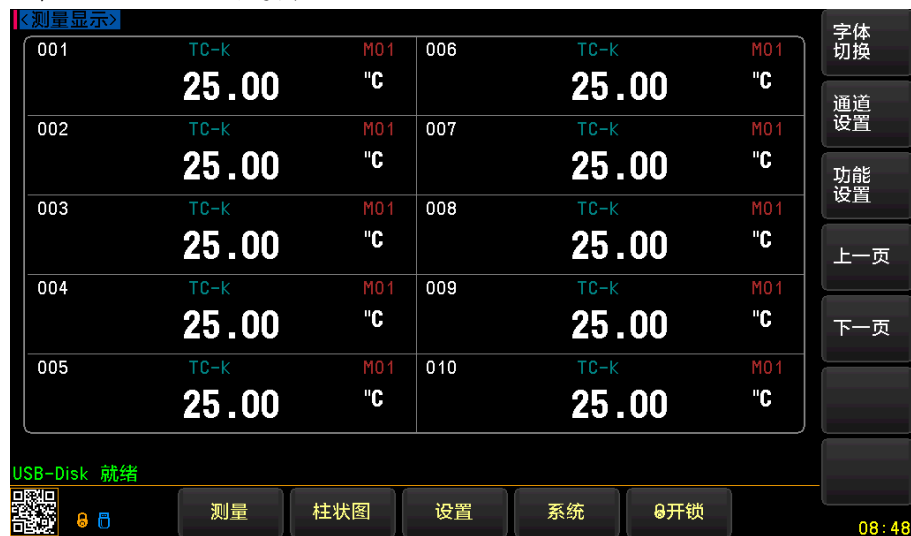 <测量显示>
001 TC-K M01
25.00 "C
002 TC-K M01
25.00 "C
003 TC-K M01
25.00 "C
004 TC-K M01
25.00 "C
005 TC-K M01
25.00 "C
006 TC-K M01
25.00 "C
007 TC-K M01
25.00 "C
008 TC-K M01
25.00 "C
009 TC-K M01
25.00 "C
010 TC-K M01
25.00 "C
字体
切换
通道
设置
功能
设置
上一页
下一页
USB-Disk 就绪
测量 柱状图 设置 系统 开锁
08:48